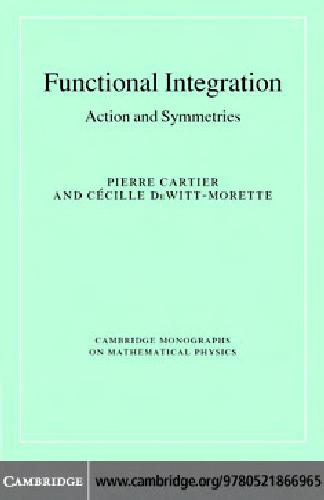 Functional Integration
Action and Symmetries
PIERRE CARTIER
AND CÉCILLE DEWITT-MORETTE
CAMBRIDGE MONOGRAPHS
ON MATHEMATICAL PHYSICS
CAMBRIDGE
www.cambridge.org/9780521866965